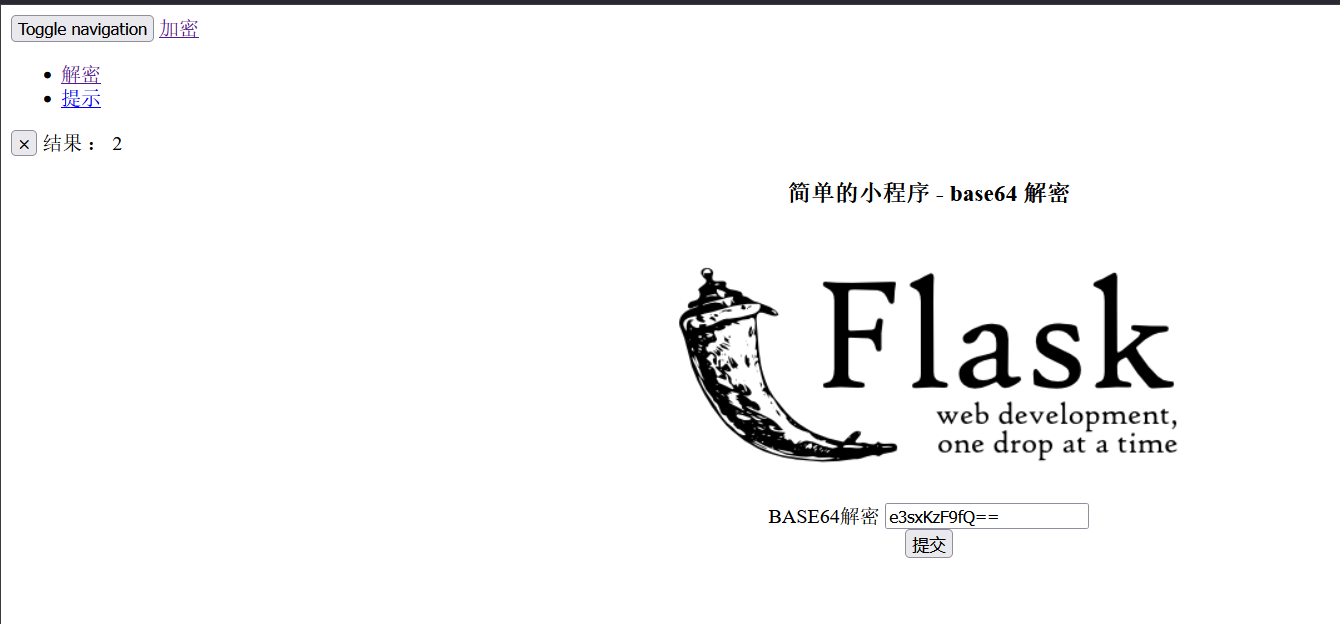 Toggle navigation 加密
解密
提示
× 结果 ： 2
简单的小程序 - base64 解密
Flask
web development,
one drop at a time
BASE64解密 e3sxKzF9fQ==
提交